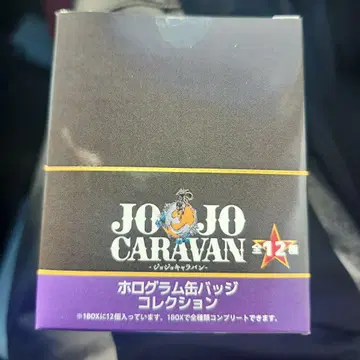 JOJO
CARAVAN
-ジョジョキャラバン-
全12種
ホログラム缶バッジ
コレクション
※1BOXに12個入っています。1BOXで全種類コンプリートできます。